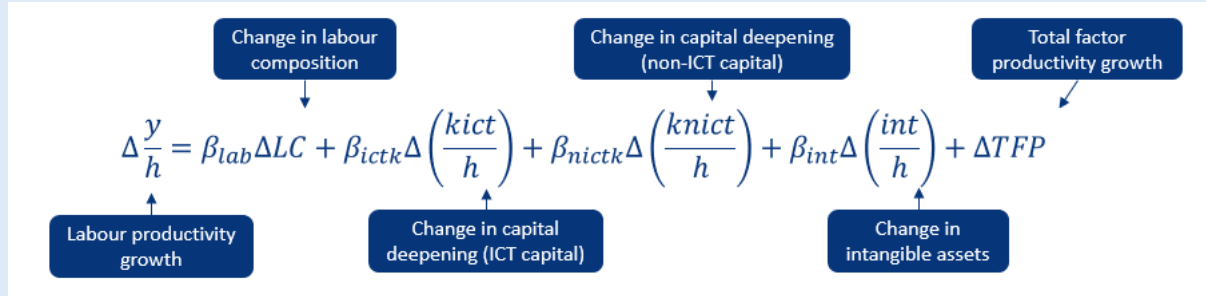 Change in labour
composition
Change in capital deepening
(non-ICT capital)
Total factor
productivity growth
Δ y/h = β_lab ΔLC + β_ictk Δ(kict/h) + β_nictk Δ(knict/h) + β_int Δ(int/h) + ΔTFP
Labour productivity
growth
Change in capital
deepening (ICT capital)
Change in
intangible assets